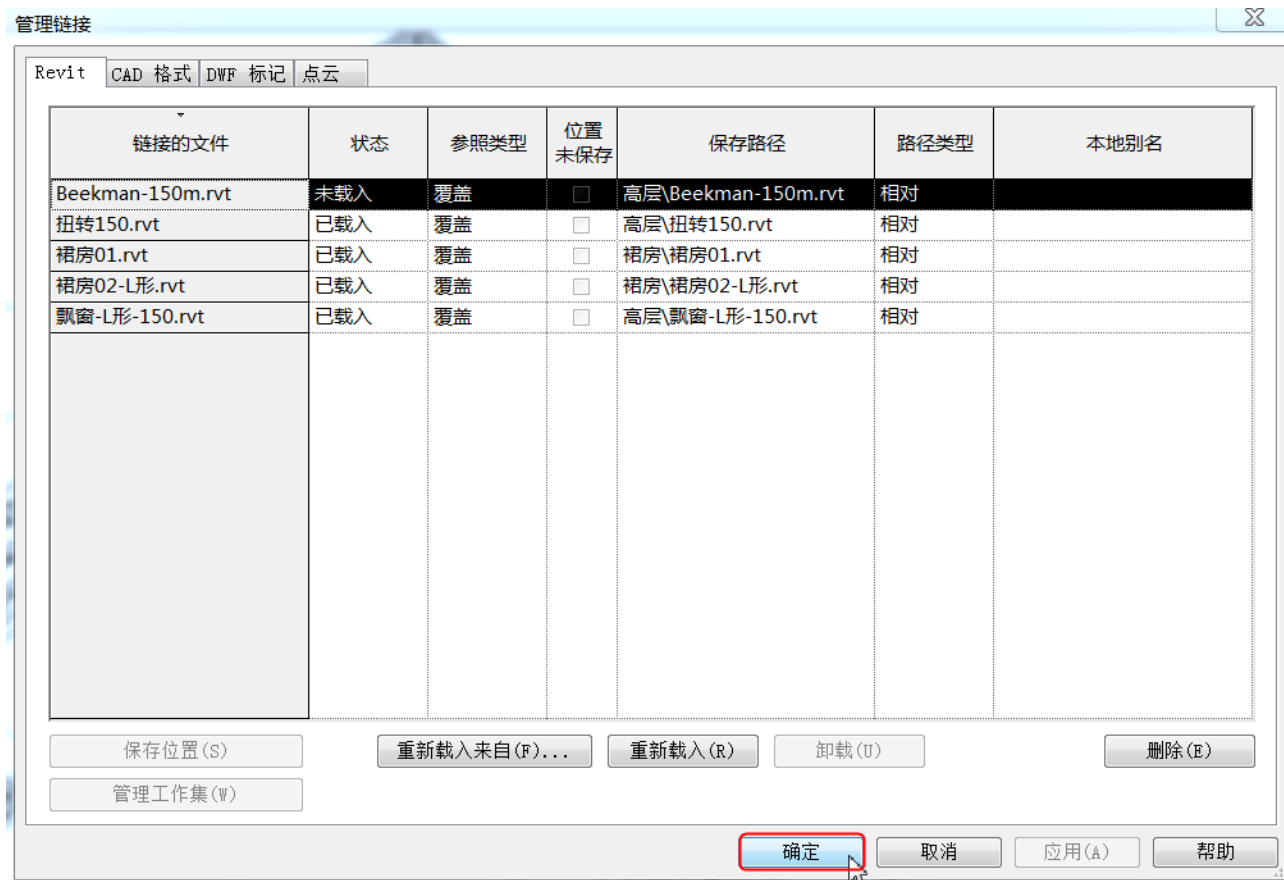 管理链接
Revit CAD 格式 DWF 标记 点云
链接的文件 状态 参照类型 位置未保存 保存路径 路径类型 本地别名
Beekman-150m.rvt 未载入 覆盖 高层\Beekman-150m.rvt 相对
扭转150.rvt 已载入 覆盖 高层\扭转150.rvt 相对
裙房01.rvt 已载入 覆盖 裙房\裙房01.rvt 相对
裙房02-L形.rvt 已载入 覆盖 裙房\裙房02-L形.rvt 相对
飘窗-L形-150.rvt 已载入 覆盖 高层\飘窗-L形-150.rvt 相对
保存位置(S) 重新载入来自(F)... 重新载入(R) 卸载(U) 删除(E)
管理工作集(W)
确定 取消 应用(A) 帮助